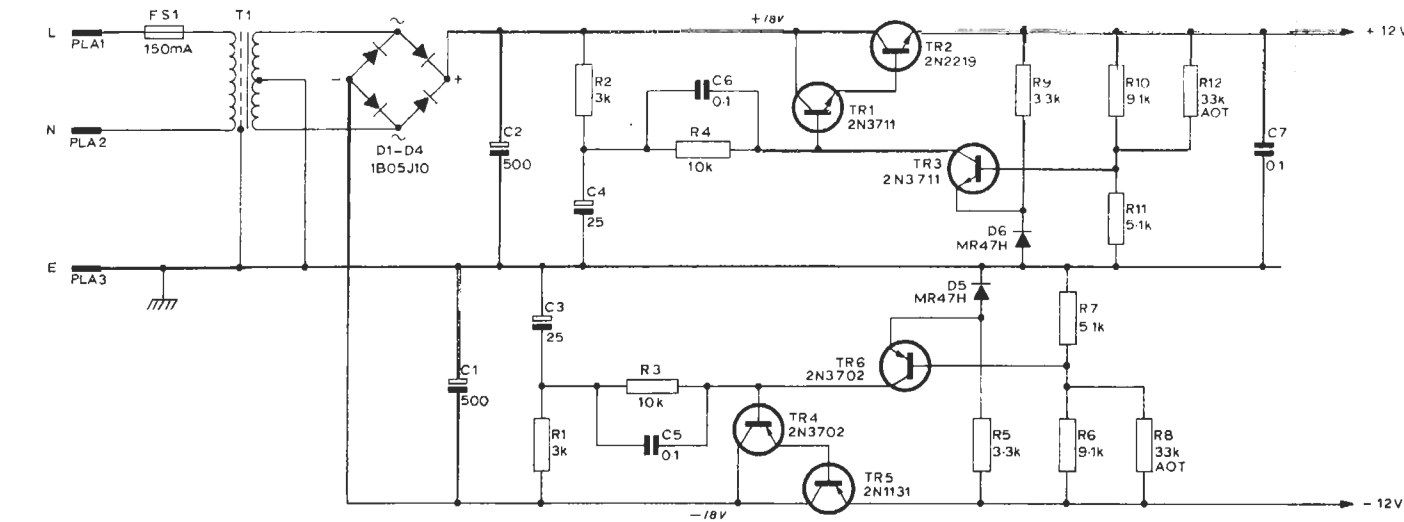 FS1
T1
+18V
L
PLA1
150mA
TR2
2N2219
+ 12V
R2
3k
C6
0·1
R9
3·3k
R10
9·1k
R12
33k
AOT
TR1
2N3711
C2
500
N
PLA2
~
~
-
+
D1-D4
1B05J10
R4
10k
TR3
2N3711
C7
0·1
C4
25
R11
5·1k
D6
MR47H
E
PLA3
D5
MR47H
C3
25
R7
5·1k
TR6
2N3702
R3
10k
C1
500
R1
3k
C5
0·1
TR4
2N3702
R5
3·3k
R6
9·1k
R8
33k
AOT
TR5
2N1131
-18V
- 12V